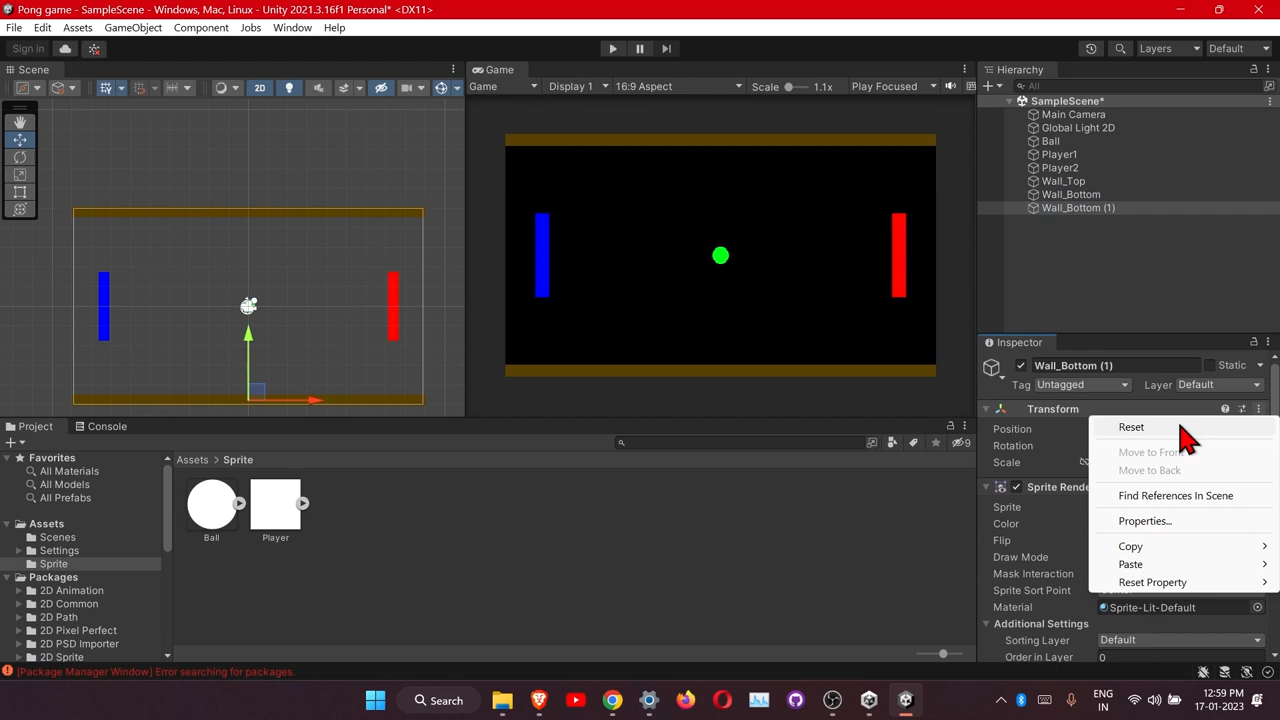 Pong game - SampleScene - Windows, Mac, Linux - Unity 2021.3.16f1 Personal* <DX11>
File Edit Assets GameObject Component Jobs Window Help
Sign in Layers Default
Scene Game Hierarchy
2D Game Display 1 16:9 Aspect Scale 1.1x Play Focused All
SampleScene*
Main Camera
Global Light 2D
Ball
Player1
Player2
Wall_Top
Wall_Bottom
Wall_Bottom (1)
Inspector
Wall_Bottom (1) Static
Tag Untagged Layer Default
Transform
Position
Rotation
Scale
Reset
Move to Fron
Move to Back
Find References In Scene
Properties...
Copy
Paste
Reset Property
Sprite Rende
Sprite
Color
Flip
Draw Mode
Mask Interaction
Sprite Sort Point
Material Sprite-Lit-Default
Additional Settings
Sorting Layer Default
Order in Layer 0
Project Console
9
Favorites
All Materials
All Models
All Prefabs
Assets
Scenes
Settings
Sprite
Packages
2D Animation
2D Common
2D Path
2D Pixel Perfect
2D PSD Importer
2D Sprite
Assets > Sprite
Ball Player
[Package Manager Window] Error searching for packages.
Search
ENG
IN
12:59 PM
17-01-2023